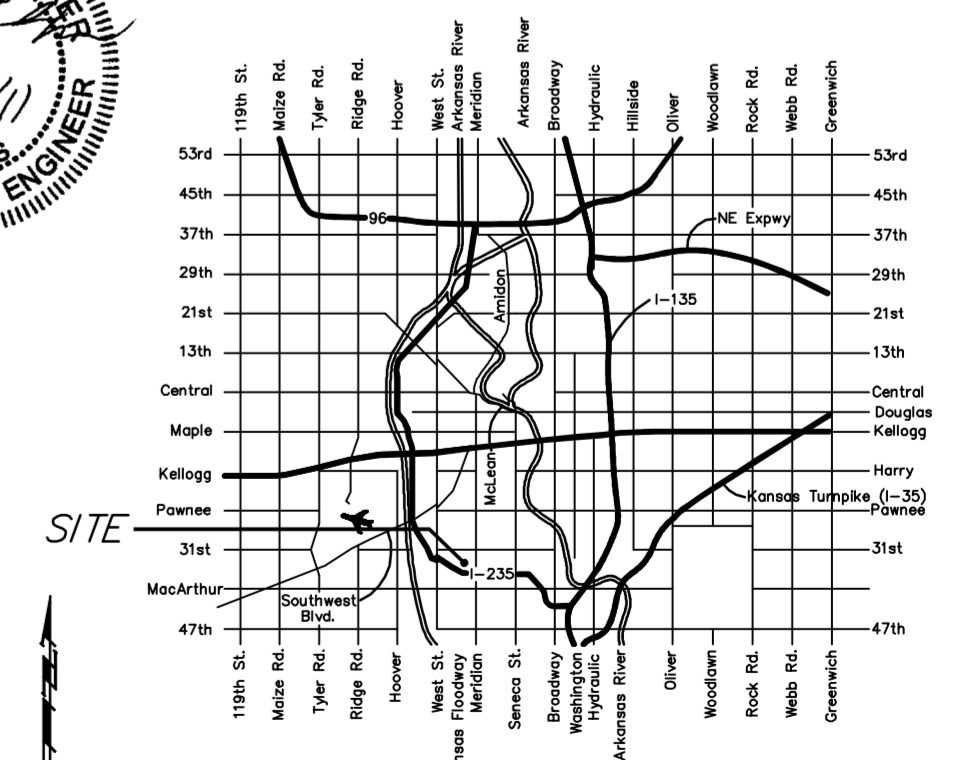 ENGINEER
119th St.
Maize Rd.
Tyler Rd.
Ridge Rd.
Hoover
West St.
Arkansas River
Meridian
Arkansas River
Broadway
Hydraulic
Hillside
Oliver
Woodlawn
Rock Rd.
Webb Rd.
Greenwich
53rd
53rd
45th
45th
96
NE Expwy
37th
37th
29th
29th
Amidon
I-135
21st
21st
13th
13th
Central
Central
Douglas
Maple
Kellogg
McLean
Kellogg
Harry
Kansas Turnpike (I-35)
Pawnee
Pawnee
SITE
31st
31st
I-235
MacArthur
Southwest
Blvd.
47th
47th
119th St.
Maize Rd.
Tyler Rd.
Ridge Rd.
Hoover
West St.
nsas Floodway
Meridian
Seneca St.
Broadway
Washington
Hydraulic
Arkansas River
Oliver
Woodlawn
Rock Rd.
Webb Rd.
Greenwich